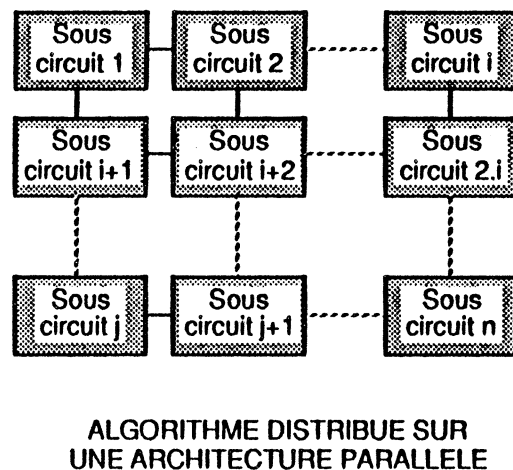 Sous
circuit 1
Sous
circuit 2
Sous
circuit i
Sous
circuit i+1
Sous
circuit i+2
Sous
circuit 2.i
Sous
circuit j
Sous
circuit j+1
Sous
circuit n
ALGORITHME DISTRIBUE SUR
UNE ARCHITECTURE PARALLELE